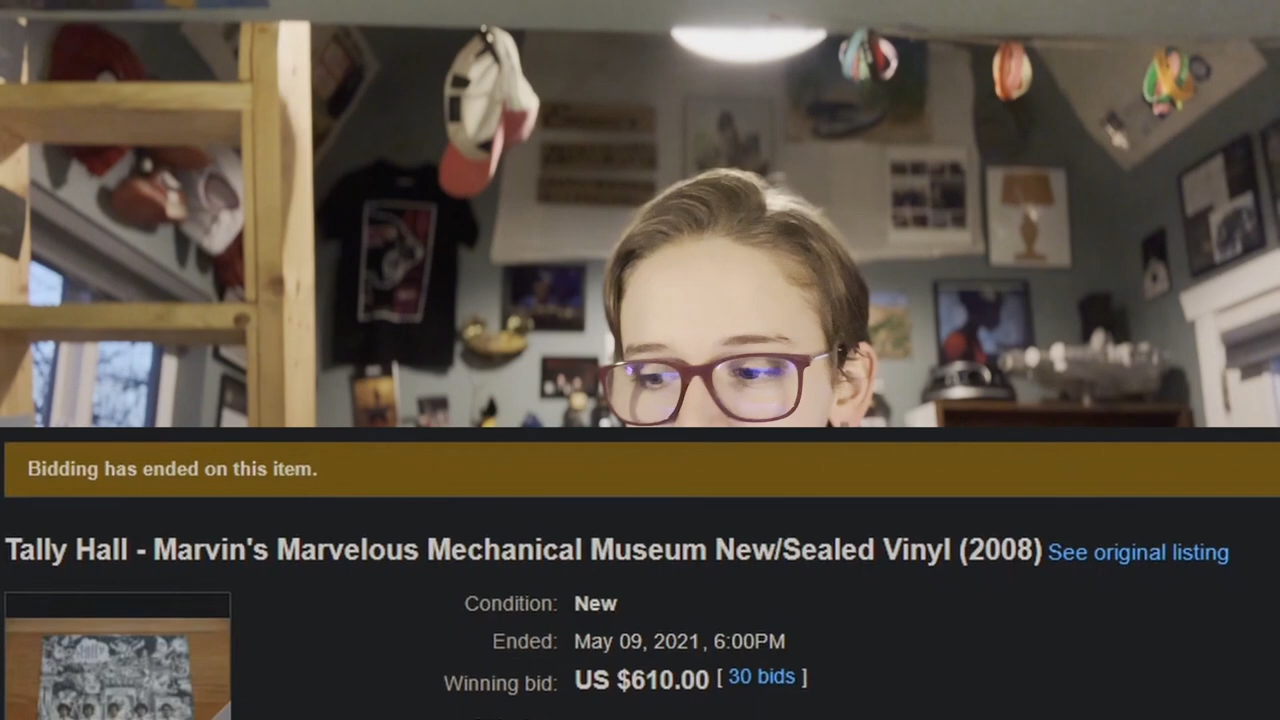 Bidding has ended on this item.
Tally Hall - Marvin's Marvelous Mechanical Museum New/Sealed Vinyl (2008) See original listing
Condition: New
Ended: May 09, 2021, 6:00PM
Winning bid: US $610.00 [ 30 bids ]